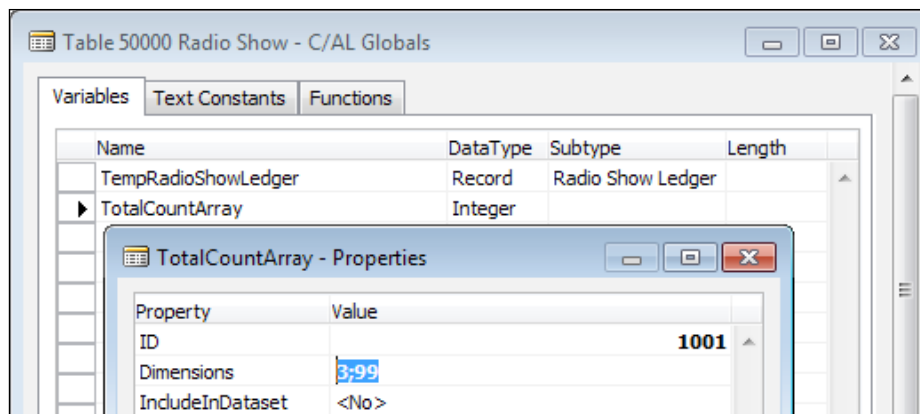 Table 50000 Radio Show - C/AL Globals
Variables Text Constants Functions
Name DataType Subtype Length
TempRadioShowLedger Record Radio Show Ledger
TotalCountArray Integer
TotalCountArray - Properties
Property Value
ID 1001
Dimensions 3;99
IncludeInDataset <No>